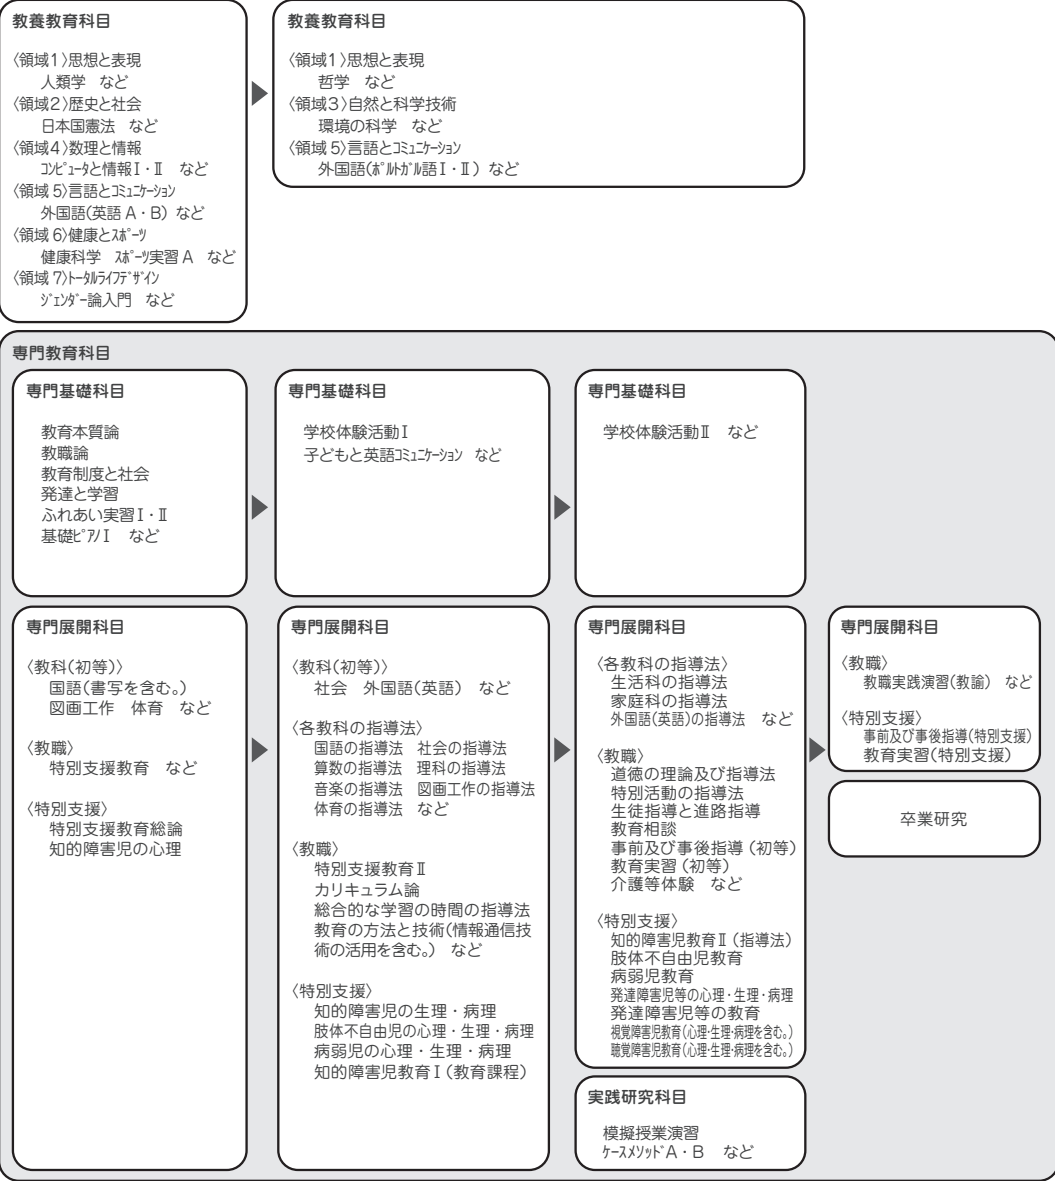 教養教育科目
〈領域1〉思想と表現
人類学　など
〈領域2〉歴史と社会
日本国憲法　など
〈領域4〉数理と情報
ｺﾝﾋﾟｭｰﾀと情報Ⅰ・Ⅱ　など
〈領域5〉言語とｺﾐｭﾆｹｰｼｮﾝ
外国語(英語A・B) など
〈領域6〉健康とｽﾎﾟｰﾂ
健康科学　ｽﾎﾟｰﾂ実習A　など
〈領域7〉ﾄｰﾀﾙﾗｲﾌﾃﾞｻﾞｲﾝ
ｼﾞｪﾝﾀﾞｰ論入門　など
教養教育科目
〈領域1〉思想と表現
哲学　など
〈領域3〉自然と科学技術
環境の科学　など
〈領域5〉言語とｺﾐｭﾆｹｰｼｮﾝ
外国語(ﾎﾟﾙﾄｶﾞﾙ語Ⅰ・Ⅱ) など
専門教育科目
専門基礎科目
教育本質論
教職論
教育制度と社会
発達と学習
ふれあい実習Ⅰ・Ⅱ
基礎ﾋﾟｱﾉⅠ　など
専門基礎科目
学校体験活動Ⅰ
子どもと英語ｺﾐｭﾆｹｰｼｮﾝ　など
専門基礎科目
学校体験活動Ⅱ　など
専門展開科目
〈教科(初等)〉
国語(書写を含む。)
図画工作　体育　など
〈教職〉
特別支援教育　など
〈特別支援〉
特別支援教育総論
知的障害児の心理
専門展開科目
〈教科(初等)〉
社会　外国語(英語)　など
〈各教科の指導法〉
国語の指導法　社会の指導法
算数の指導法　理科の指導法
音楽の指導法　図画工作の指導法
体育の指導法　など
〈教職〉
特別支援教育Ⅱ
カリキュラム論
総合的な学習の時間の指導法
教育の方法と技術(情報通信技
術の活用を含む。)　など
〈特別支援〉
知的障害児の生理・病理
肢体不自由児の心理・生理・病理
病弱児の心理・生理・病理
知的障害児教育Ⅰ(教育課程)
専門展開科目
〈各教科の指導法〉
生活科の指導法
家庭科の指導法
外国語(英語)の指導法　など
〈教職〉
道徳の理論及び指導法
特別活動の指導法
生徒指導と進路指導
教育相談
事前及び事後指導(初等)
教育実習(初等)
介護等体験　など
〈特別支援〉
知的障害児教育Ⅱ(指導法)
肢体不自由児教育
病弱児教育
発達障害児等の心理・生理・病理
発達障害児等の教育
視覚障害児教育(心理・生理・病理を含む。)
聴覚障害児教育(心理・生理・病理を含む。)
実践研究科目
模擬授業演習
ｹｰｽﾒｿｯﾄﾞA・B　など
専門展開科目
〈教職〉
教職実践演習(教諭)　など
〈特別支援〉
事前及び事後指導(特別支援)
教育実習(特別支援)
卒業研究